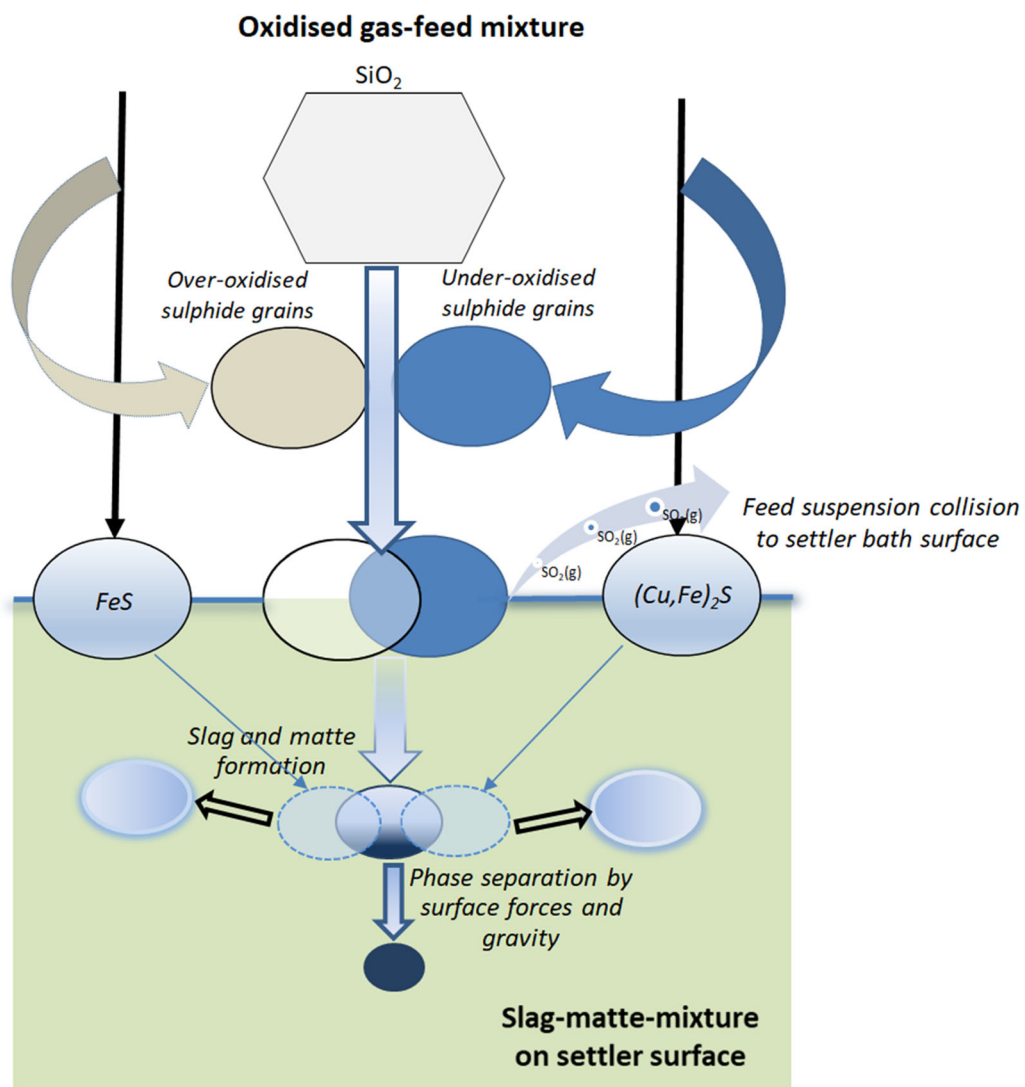 Oxidised gas-feed mixture
SiO₂
Over-oxidised
sulphide grains
Under-oxidised
sulphide grains
Feed suspension collision
to settler bath surface
SO₂(g)
SO₂(g)
SO₂(g)
FeS
(Cu,Fe)₂S
Slag and matte
formation
Phase separation by
surface forces and
gravity
Slag-matte-mixture
on settler surface